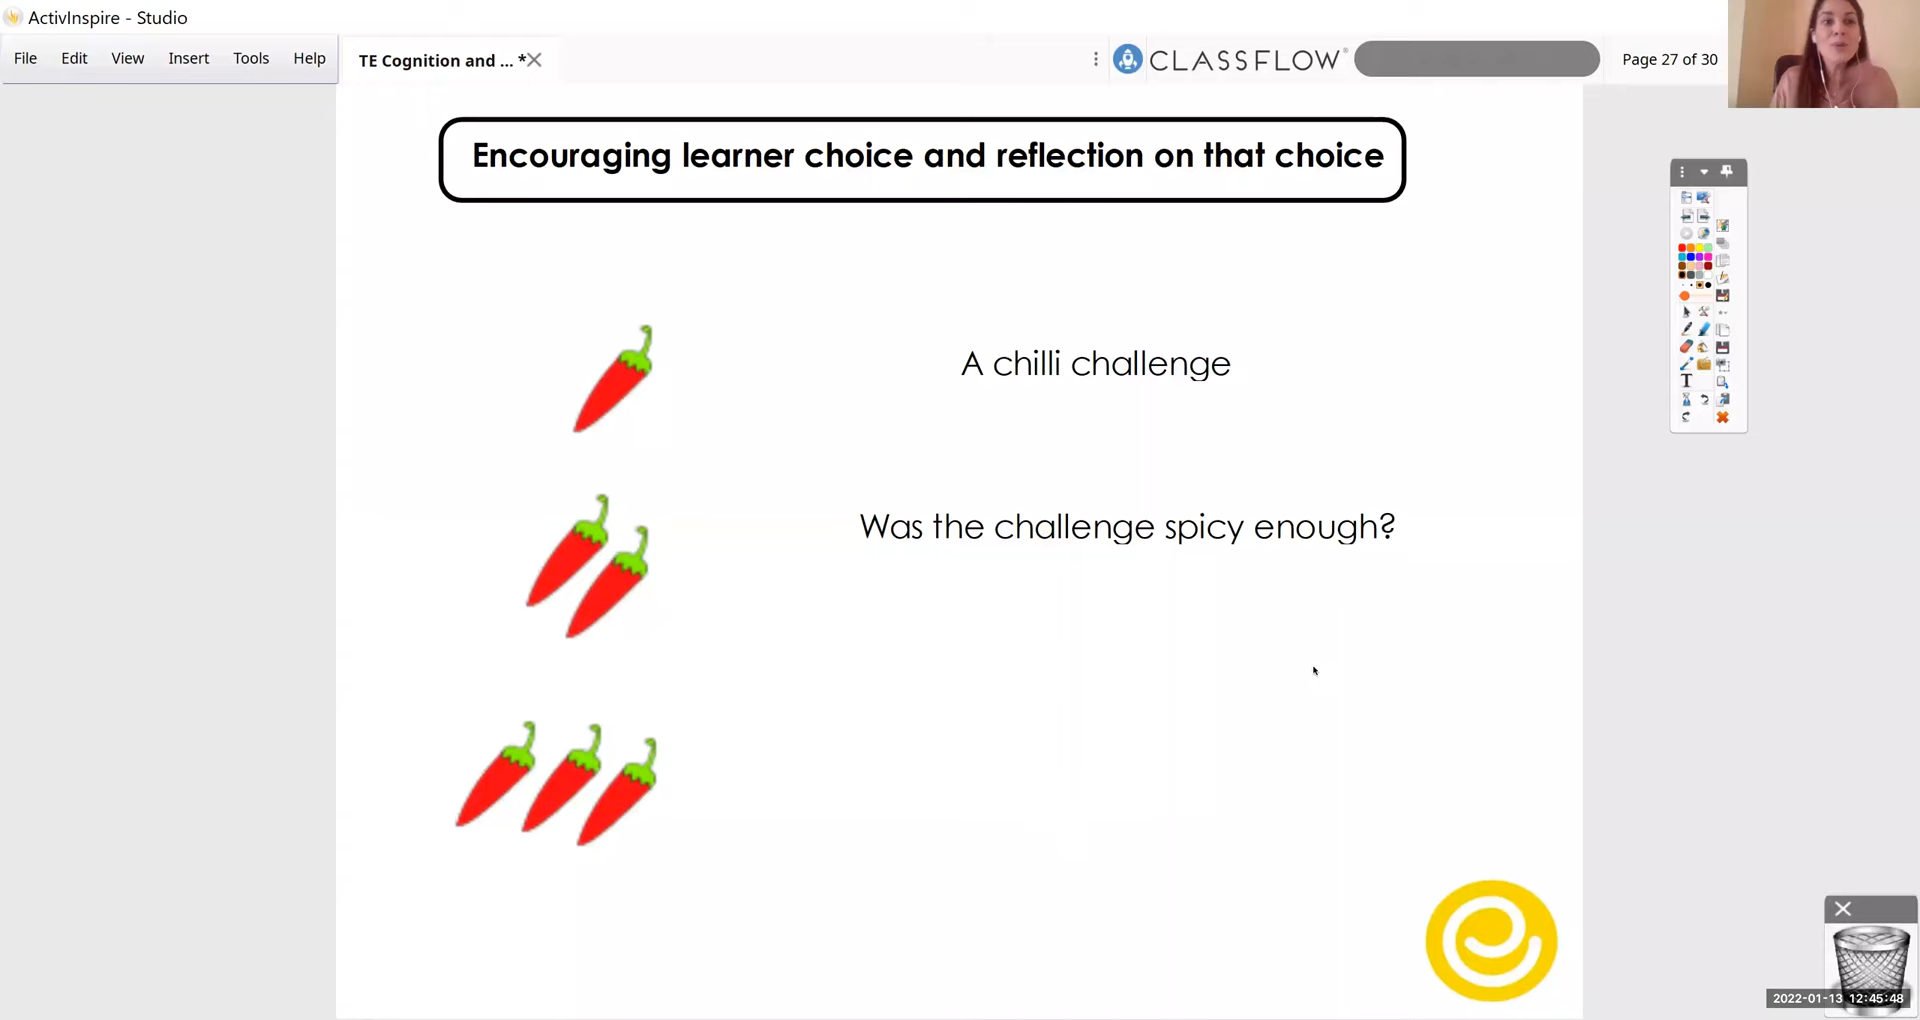 ActivInspire - Studio
File Edit View Insert Tools Help
TE Cognition and ... *
CLASSFLOW
Page 27 of 30
Encouraging learner choice and reflection on that choice
A chilli challenge
Was the challenge spicy enough?
T
2022-01-13 12:45:48